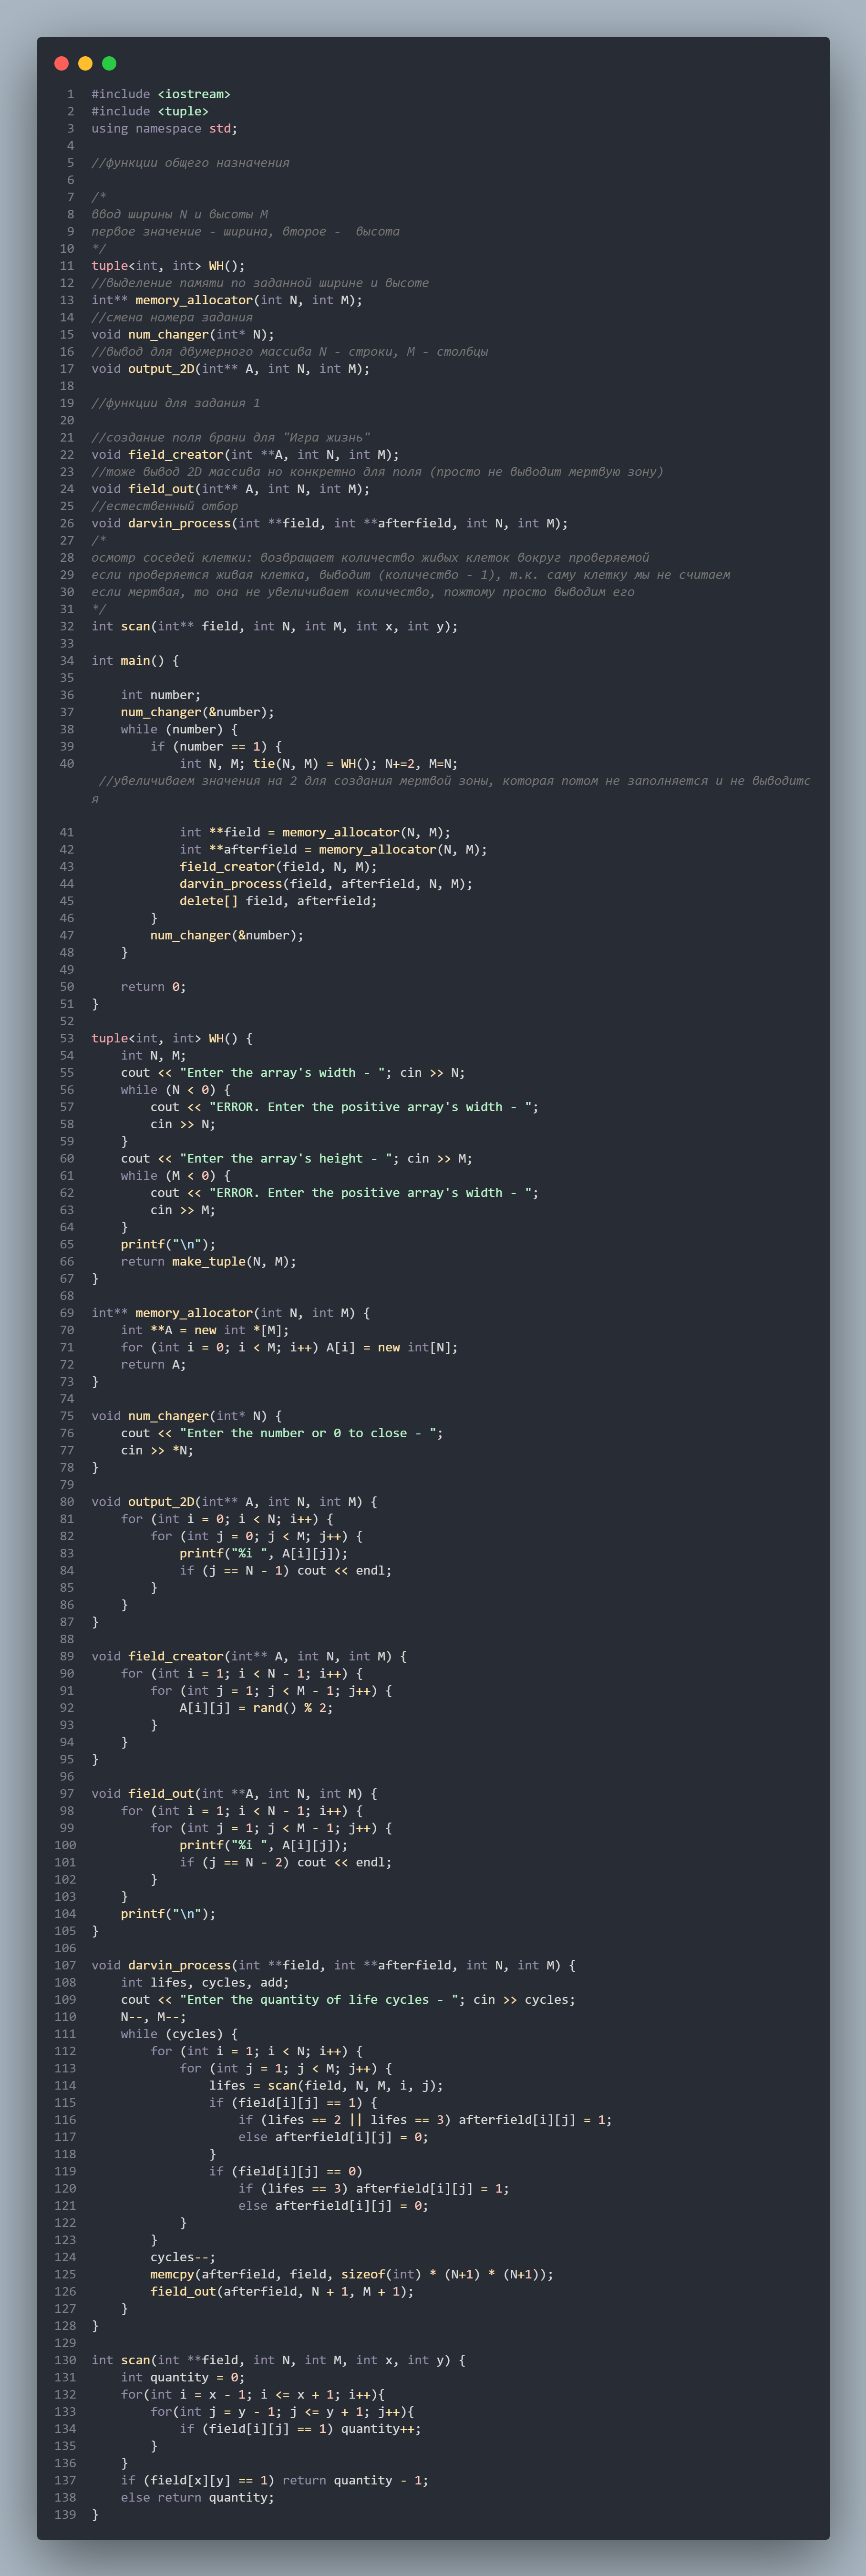 1 #include <iostream>
2 #include <tuple>
3 using namespace std;
4
5 //функции общего назначения
6
7 /*
8 ввод ширины N и высоты M
9 первое значение - ширина, второе -  высота
10 */
11 tuple<int, int> WH();
12 //выделение памяти по заданной ширине и высоте
13 int** memory_allocator(int N, int M);
14 //смена номера задания
15 void num_changer(int* N);
16 //вывод для двумерного массива N - строки, M - столбцы
17 void output_2D(int** A, int N, int M);
18
19 //функции для задания 1
20
21 //создание поля брани для "Игра жизнь"
22 void field_creator(int **A, int N, int M);
23 //тоже вывод 2D массива но конкретно для поля (просто не выводит мертвую зону)
24 void field_out(int** A, int N, int M);
25 //естественный отбор
26 void darvin_process(int **field, int **afterfield, int N, int M);
27 /*
28 осмотр соседей клетки: возвращает количество живых клеток вокруг проверяемой
29 если проверяется живая клетка, выводит (количество - 1), т.к. саму клетку мы не считаем
30 если мертвая, то она не увеличивает количество, пожтому просто выводим его
31 */
32 int scan(int** field, int N, int M, int x, int y);
33
34 int main() {
35
36     int number;
37     num_changer(&number);
38     while (number) {
39         if (number == 1) {
40             int N, M; tie(N, M) = WH(); N+=2, M=N;
 //увеличиваем значения на 2 для создания мертвой зоны, которая потом не заполняется и не выводитс
я
41             int **field = memory_allocator(N, M);
42             int **afterfield = memory_allocator(N, M);
43             field_creator(field, N, M);
44             darvin_process(field, afterfield, N, M);
45             delete[] field, afterfield;
46         }
47         num_changer(&number);
48     }
49
50     return 0;
51 }
52
53 tuple<int, int> WH() {
54     int N, M;
55     cout << "Enter the array's width - "; cin >> N;
56     while (N < 0) {
57         cout << "ERROR. Enter the positive array's width - ";
58         cin >> N;
59     }
60     cout << "Enter the array's height - "; cin >> M;
61     while (M < 0) {
62         cout << "ERROR. Enter the positive array's width - ";
63         cin >> M;
64     }
65     printf("\n");
66     return make_tuple(N, M);
67 }
68
69 int** memory_allocator(int N, int M) {
70     int **A = new int *[M];
71     for (int i = 0; i < M; i++) A[i] = new int[N];
72     return A;
73 }
74
75 void num_changer(int* N) {
76     cout << "Enter the number or 0 to close - ";
77     cin >> *N;
78 }
79
80 void output_2D(int** A, int N, int M) {
81     for (int i = 0; i < N; i++) {
82         for (int j = 0; j < M; j++) {
83             printf("%i ", A[i][j]);
84             if (j == N - 1) cout << endl;
85         }
86     }
87 }
88
89 void field_creator(int** A, int N, int M) {
90     for (int i = 1; i < N - 1; i++) {
91         for (int j = 1; j < M - 1; j++) {
92             A[i][j] = rand() % 2;
93         }
94     }
95 }
96
97 void field_out(int **A, int N, int M) {
98     for (int i = 1; i < N - 1; i++) {
99         for (int j = 1; j < M - 1; j++) {
100             printf("%i ", A[i][j]);
101             if (j == N - 2) cout << endl;
102         }
103     }
104     printf("\n");
105 }
106
107 void darvin_process(int **field, int **afterfield, int N, int M) {
108     int lifes, cycles, add;
109     cout << "Enter the quantity of life cycles - "; cin >> cycles;
110     N--, M--;
111     while (cycles) {
112         for (int i = 1; i < N; i++) {
113             for (int j = 1; j < M; j++) {
114                 lifes = scan(field, N, M, i, j);
115                 if (field[i][j] == 1) {
116                     if (lifes == 2 || lifes == 3) afterfield[i][j] = 1;
117                     else afterfield[i][j] = 0;
118                 }
119                 if (field[i][j] == 0)
120                     if (lifes == 3) afterfield[i][j] = 1;
121                     else afterfield[i][j] = 0;
122             }
123         }
124         cycles--;
125         memcpy(afterfield, field, sizeof(int) * (N+1) * (N+1));
126         field_out(afterfield, N + 1, M + 1);
127     }
128 }
129
130 int scan(int **field, int N, int M, int x, int y) {
131     int quantity = 0;
132     for(int i = x - 1; i <= x + 1; i++){
133         for(int j = y - 1; j <= y + 1; j++){
134             if (field[i][j] == 1) quantity++;
135         }
136     }
137     if (field[x][y] == 1) return quantity - 1;
138     else return quantity;
139 }